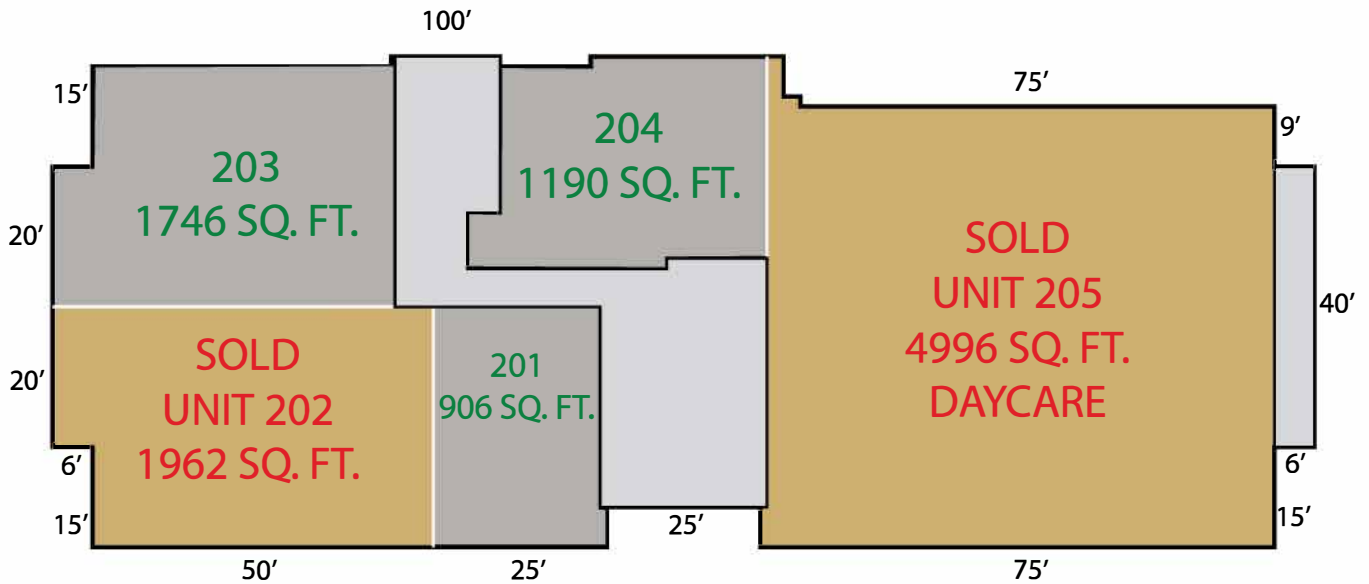 100’
15’
75’
9’
204
1190 SQ. FT.
203
1746 SQ. FT.
20’
SOLD
UNIT 205
4996 SQ. FT.
DAYCARE
40’
SOLD
UNIT 202
1962 SQ. FT.
20’
201
906 SQ. FT.
6’
6’
15’
25’
15’
50’
25’
75’